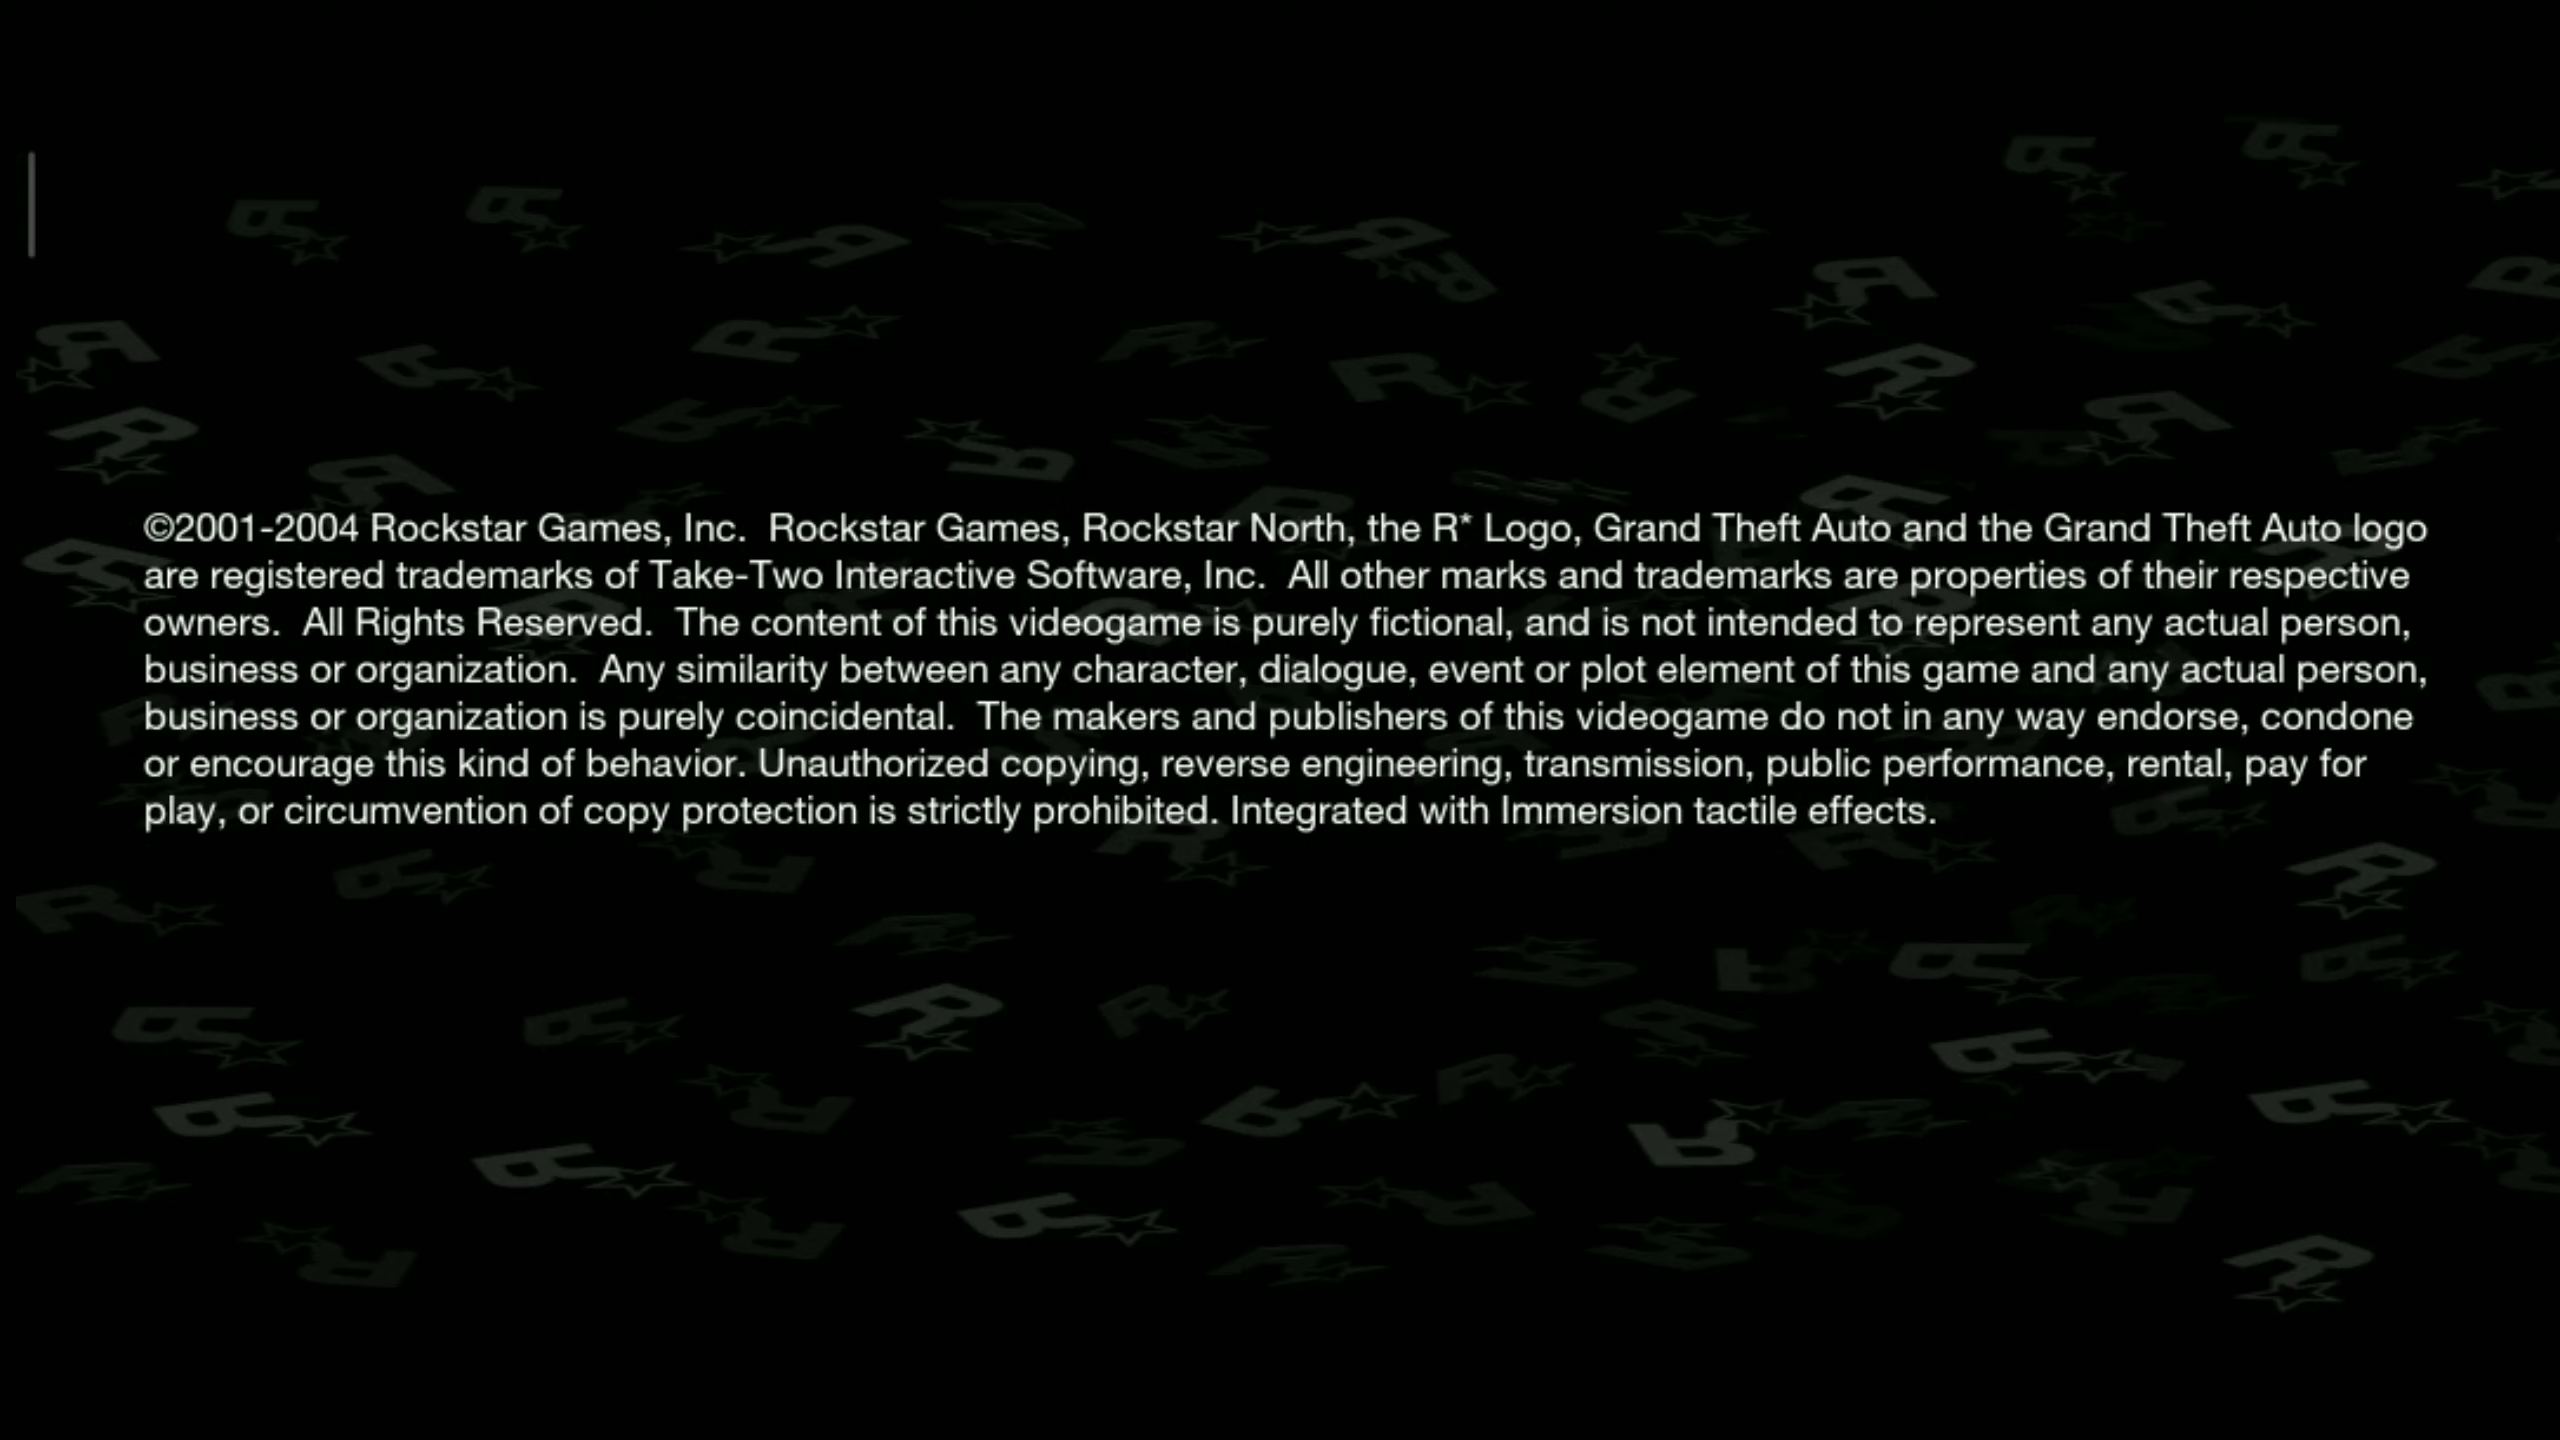 ©2001-2004 Rockstar Games, Inc.  Rockstar Games, Rockstar North, the R* Logo, Grand Theft Auto and the Grand Theft Auto logo
are registered trademarks of Take-Two Interactive Software, Inc.  All other marks and trademarks are properties of their respective
owners.  All Rights Reserved.  The content of this videogame is purely fictional, and is not intended to represent any actual person,
business or organization.  Any similarity between any character, dialogue, event or plot element of this game and any actual person,
business or organization is purely coincidental.  The makers and publishers of this videogame do not in any way endorse, condone
or encourage this kind of behavior. Unauthorized copying, reverse engineering, transmission, public performance, rental, pay for
play, or circumvention of copy protection is strictly prohibited. Integrated with Immersion tactile effects.